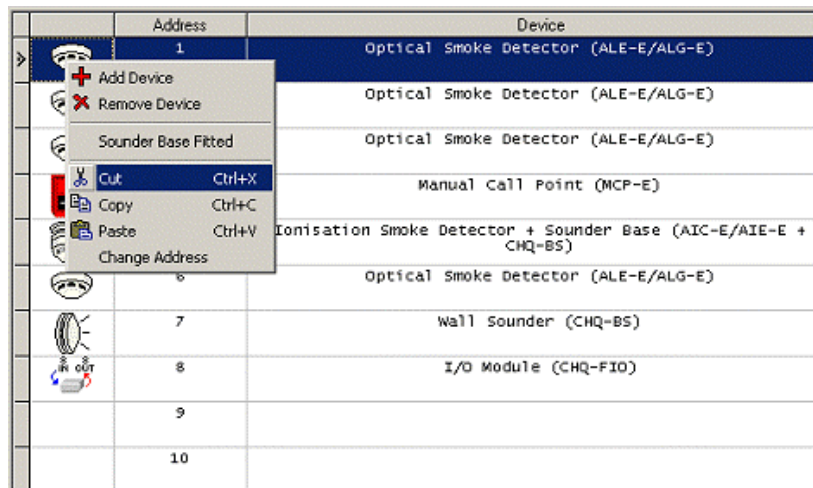 Address Device
1 Optical Smoke Detector (ALE-E/ALG-E)
Add Device
Remove Device
Optical Smoke Detector (ALE-E/ALG-E)
Sounder Base Fitted
Optical Smoke Detector (ALE-E/ALG-E)
Cut Ctrl+X
Manual Call Point (MCP-E)
Copy Ctrl+C
Paste Ctrl+V
Ionisation Smoke Detector + Sounder Base (AIC-E/AIE-E +
CHQ-BS)
Change Address
6 Optical Smoke Detector (ALE-E/ALG-E)
7 Wall Sounder (CHQ-BS)
IN OUT
8 I/O Module (CHQ-FIO)
9
10